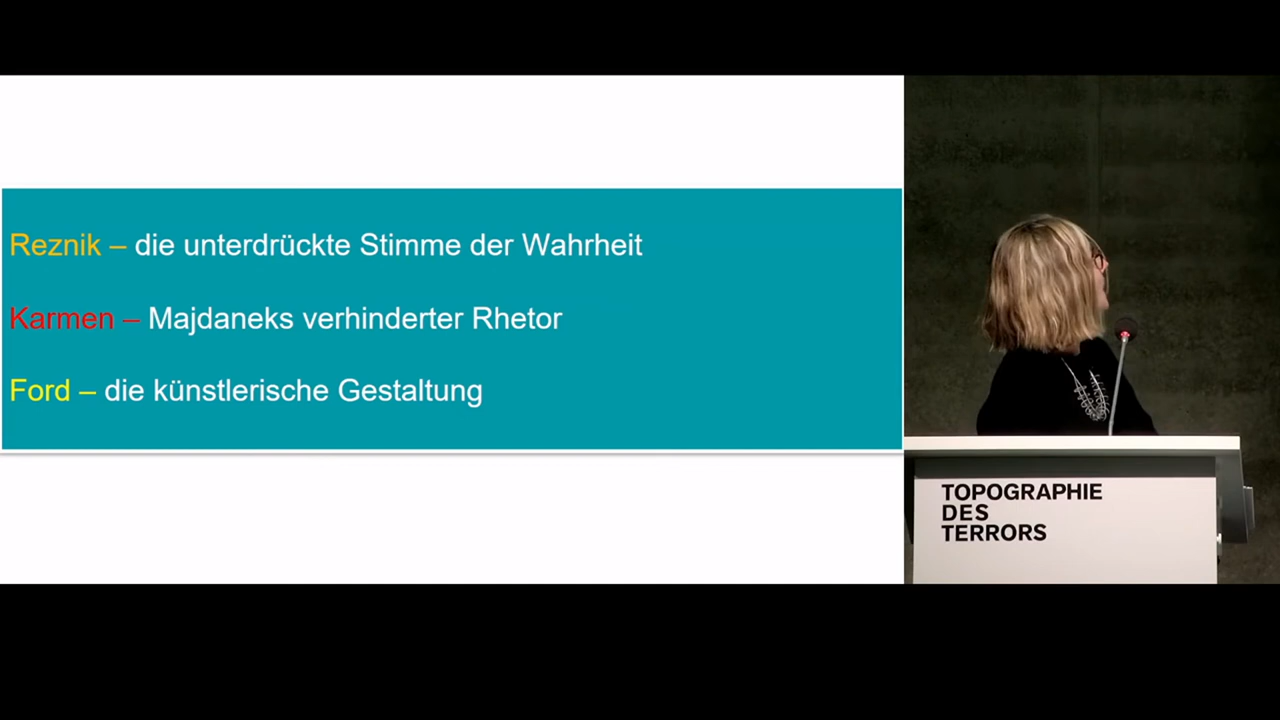 Reznik – die unterdrückte Stimme der Wahrheit
Karmen – Majdaneks verhinderter Rhetor
Ford – die künstlerische Gestaltung
TOPOGRAPHIE
DES
TERRORS